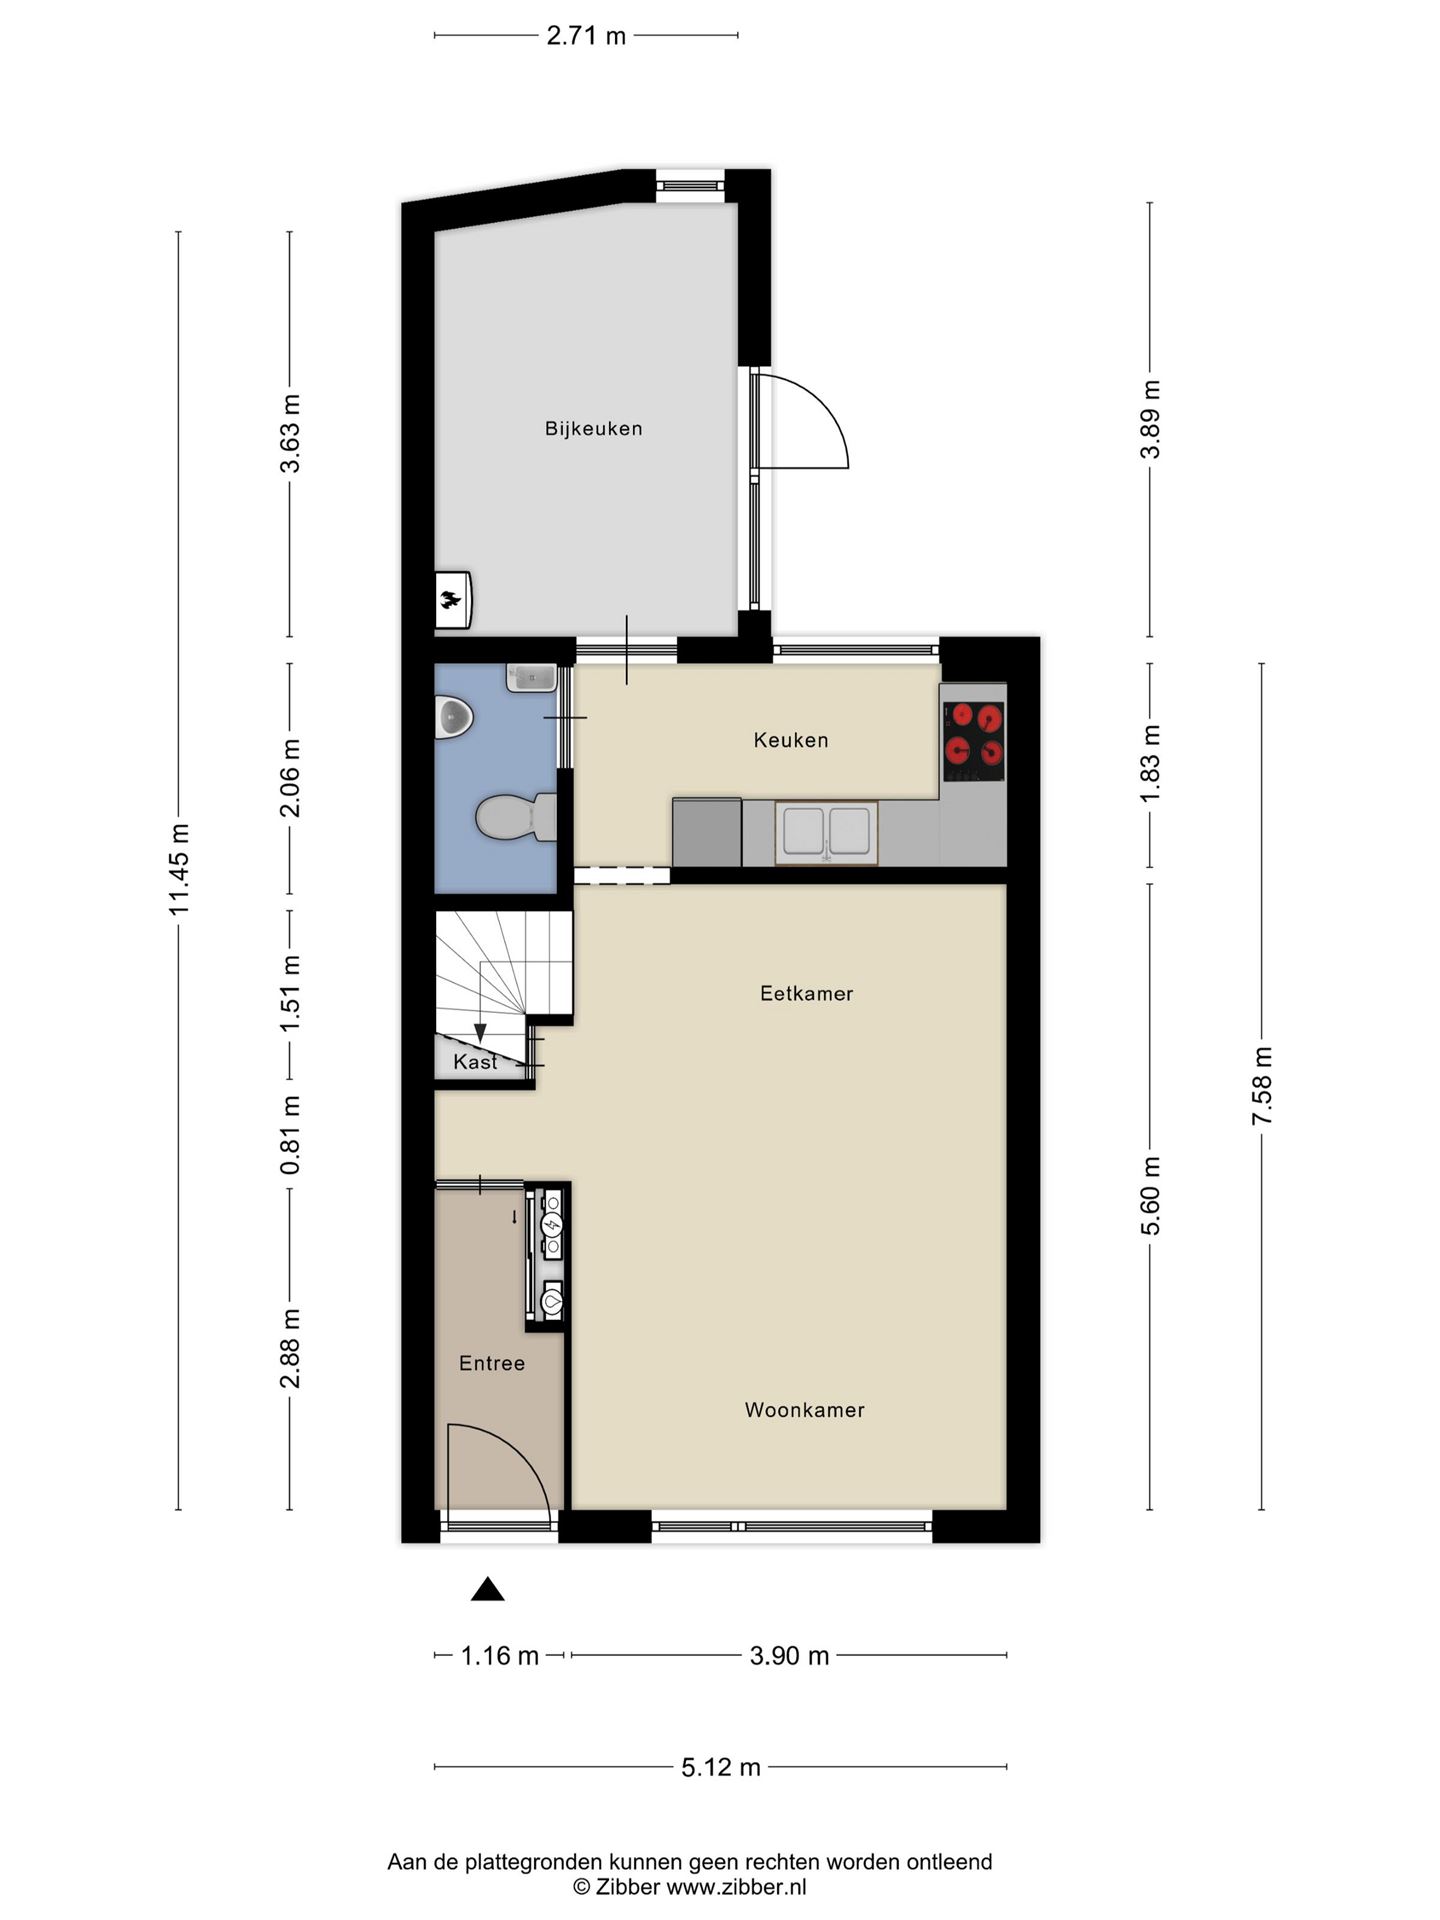 2.71 m
3.63 m
3.89 m
Bijkeuken
2.06 m
Keuken
1.83 m
11.45 m
1.51 m
Eetkamer
Kast
0.81 m
7.58 m
5.60 m
2.88 m
Entree
Woonkamer
1.16 m
3.90 m
5.12 m
Aan de plattegronden kunnen geen rechten worden ontleend
© Zibber www.zibber.nl